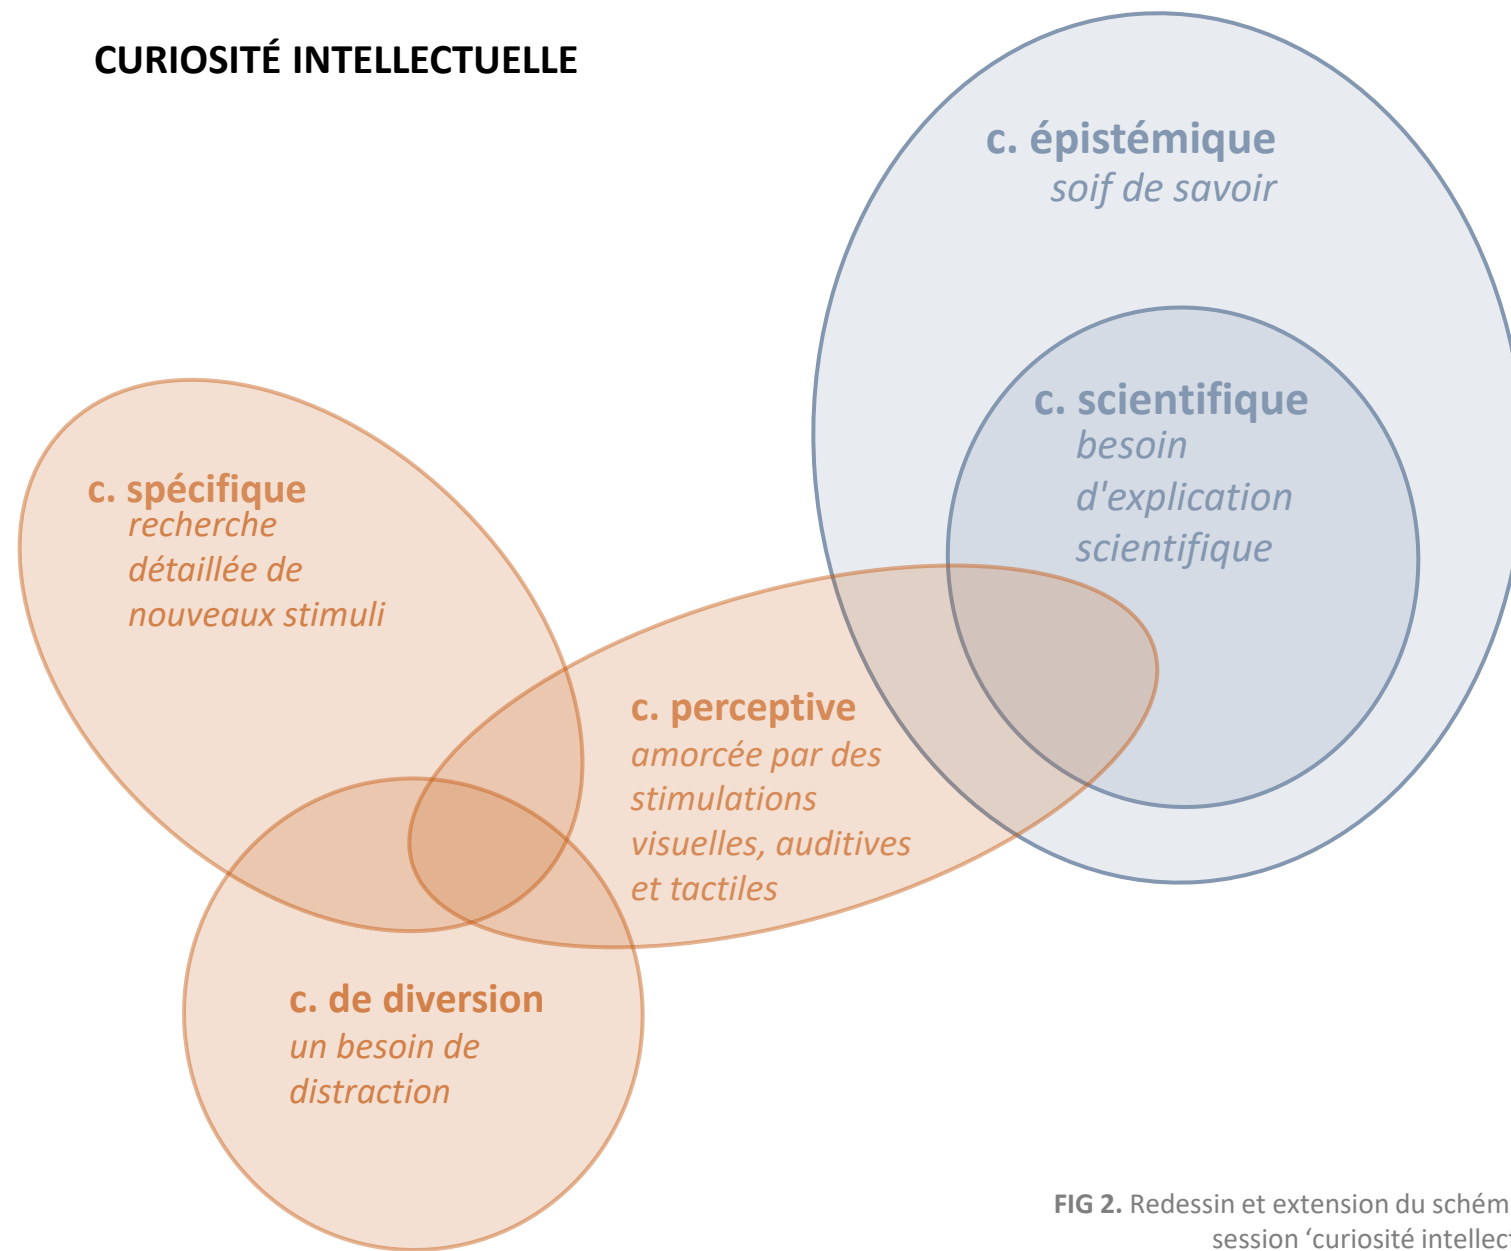 CURIOSITÉ INTELLECTUELLE
c. épistémique
soif de savoir
c. scientifique
besoin
d'explication
scientifique
c. spécifique
recherche
détaillée de
nouveaux stimuli
c. perceptive
amorcée par des
stimulations
visuelles, auditives
et tactiles
c. de diversion
un besoin de
distraction
FIG 2. Redessin et extension du schém
session ‘curiosité intellect